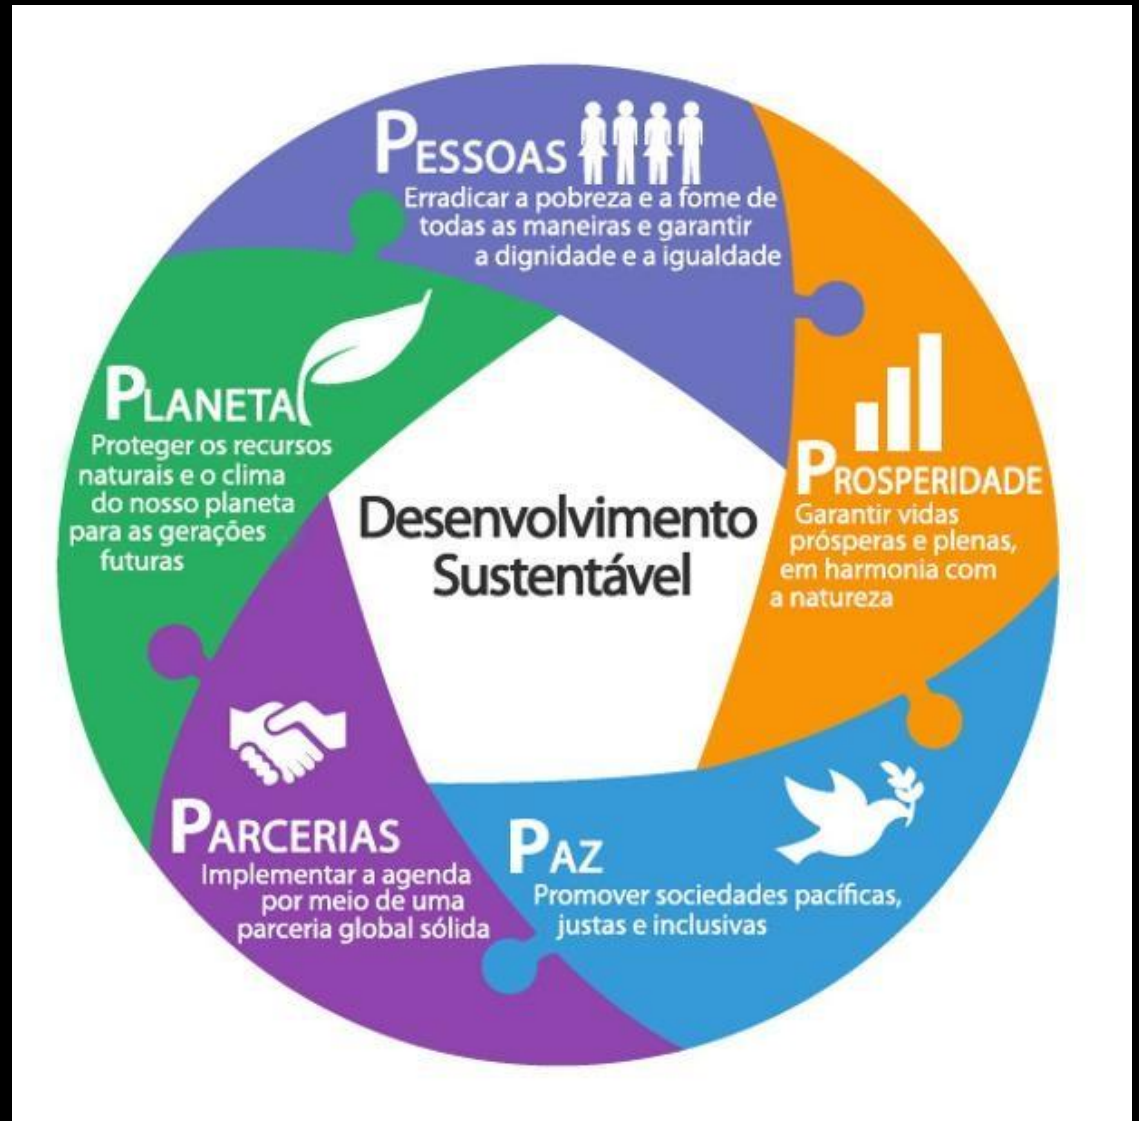 PESSOAS
Erradicar a pobreza e a fome de
todas as maneiras e garantir
a dignidade e a igualdade
PLANETA
Proteger os recursos
naturais e o clima
do nosso planeta
para as gerações
futuras
Desenvolvimento
Sustentável
PROSPERIDADE
Garantir vidas
prósperas e plenas,
em harmonia com
a natureza
PARCERIAS
Implementar a agenda
por meio de uma
parceria global sólida
PAZ
Promover sociedades pacíficas,
justas e inclusivas